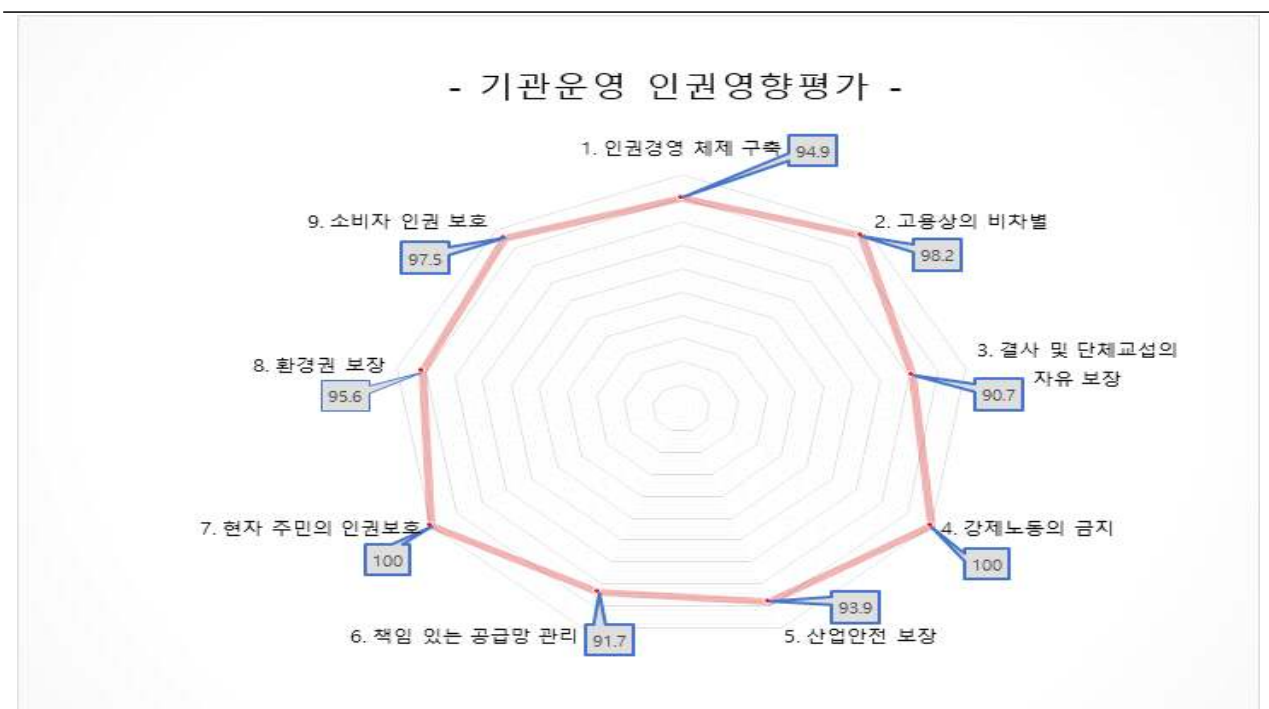 - 기관운영 인권영향평가 -
1. 인권경영 체제 구축
94.9
2. 고용상의 비차별
98.2
3. 결사 및 단체교섭의
자유 보장
90.7
4. 강제노동의 금지
100
5. 산업안전 보장
93.9
6. 책임 있는 공급망 관리
91.7
7. 현자 주민의 인권보호
100
8. 환경권 보장
95.6
9. 소비자 인권 보호
97.5